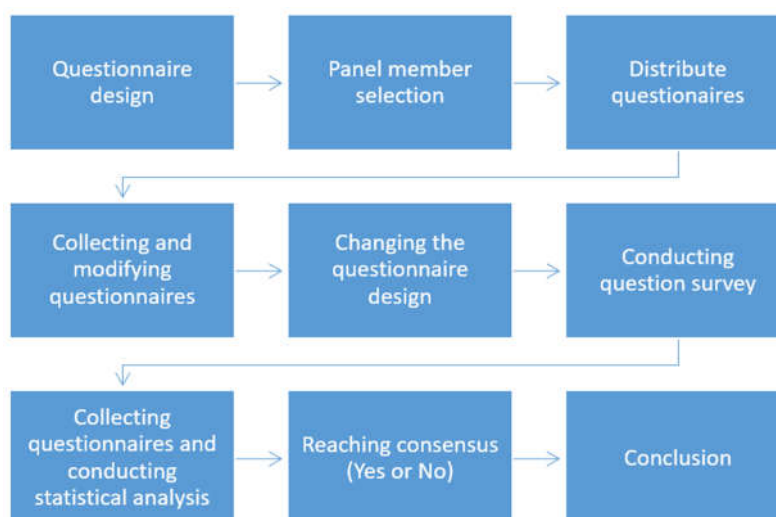 Questionnaire
design
Panel member
selection
Distribute
questionaires
Collecting and
modifying
questionnaires
Changing the
questionnaire
design
Conducting
question survey
Collecting
questionnaires and
conducting
statistical analysis
Reaching consensus
(Yes or No)
Conclusion